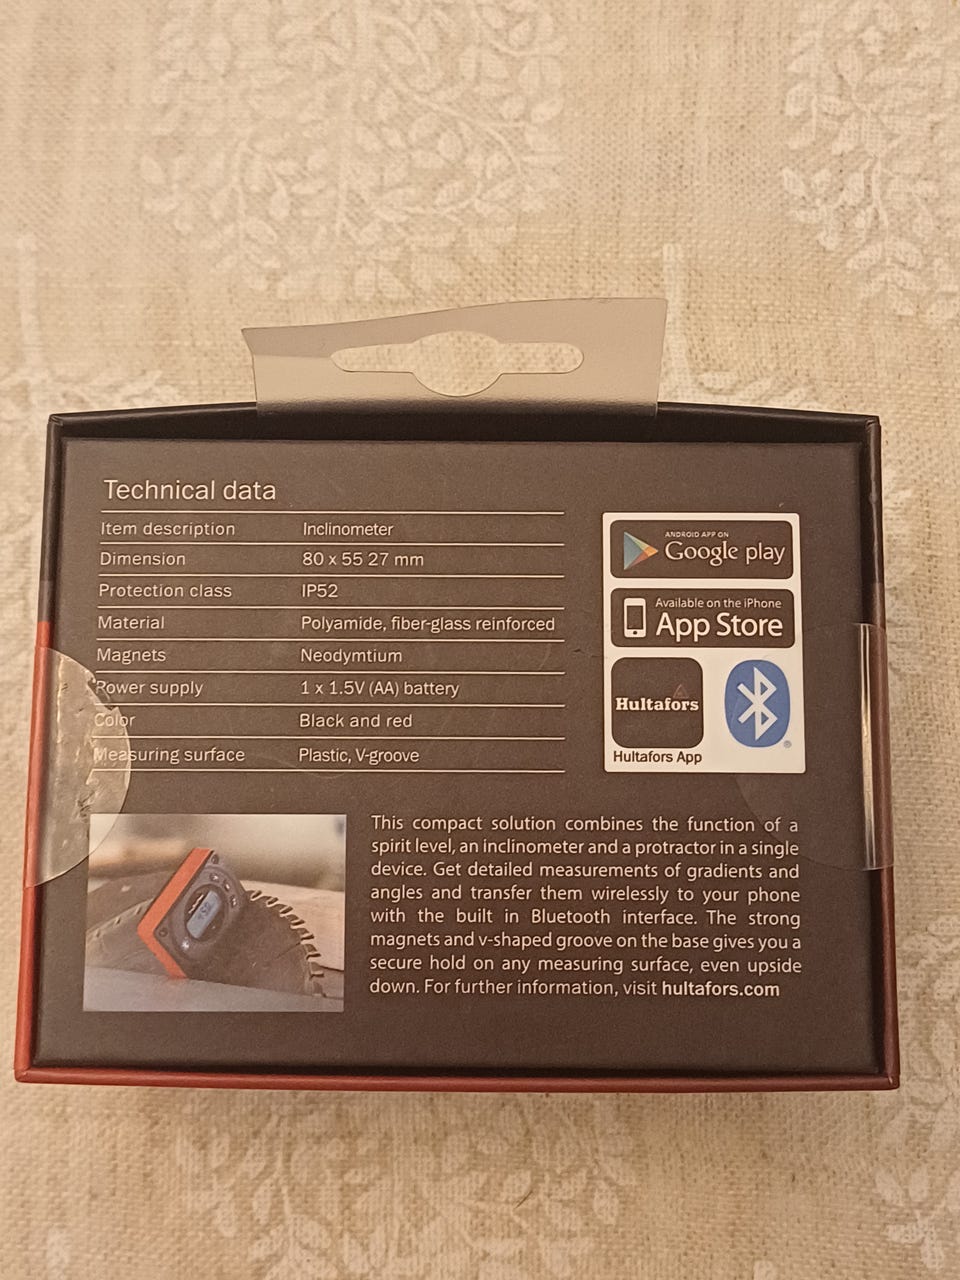 Technical data
Item description Inclinometer
Dimension 80 x 55 27 mm
Protection class IP52
Material Polyamide, fiber-glass reinforced
Magnets Neodymtium
Power supply 1 x 1.5V (AA) battery
Color Black and red
Measuring surface Plastic, V-groove
ANDROID APP ON
Google play
Available on the iPhone
App Store
Hultafors
®
Hultafors App
This compact solution combines the function of a
spirit level, an inclinometer and a protractor in a single
device. Get detailed measurements of gradients and
angles and transfer them wirelessly to your phone
with the built in Bluetooth interface. The strong
magnets and v-shaped groove on the base gives you a
secure hold on any measuring surface, even upside
down. For further information, visit hultafors.com